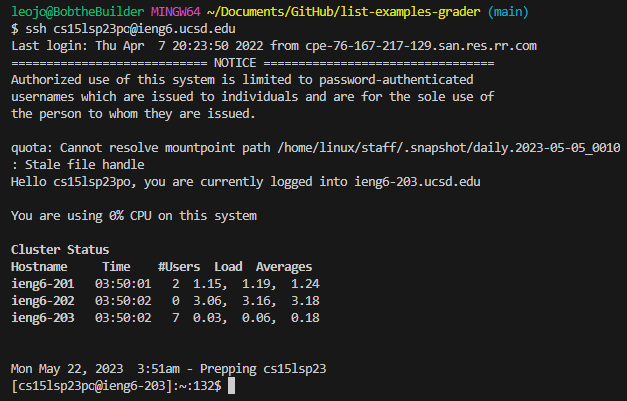 leojo@BobtheBuilder MINGW64 ~/Documents/GitHub/list-examples-grader (main)
$ ssh cs15lsp23po@ieng6.ucsd.edu
Last login: Thu Apr  7 20:23:50 2022 from cpe-76-167-217-129.san.res.rr.com
============================ NOTICE =================================
Authorized use of this system is limited to password-authenticated
usernames which are issued to individuals and are for the sole use of
the person to whom they are issued.
quota: Cannot resolve mountpoint path /home/linux/staff/.snapshot/daily.2023-05-05_0010
: Stale file handle
Hello cs15lsp23po, you are currently logged into ieng6-203.ucsd.edu
You are using 0% CPU on this system
Cluster Status
Hostname     Time    #Users  Load  Averages
ieng6-201   03:50:01   2  1.15,  1.19,  1.24
ieng6-202   03:50:02   0  3.06,  3.16,  3.18
ieng6-203   03:50:02   7  0.03,  0.06,  0.18
Mon May 22, 2023  3:51am - Prepping cs15lsp23
[cs15lsp23po@ieng6-203]:~:132$